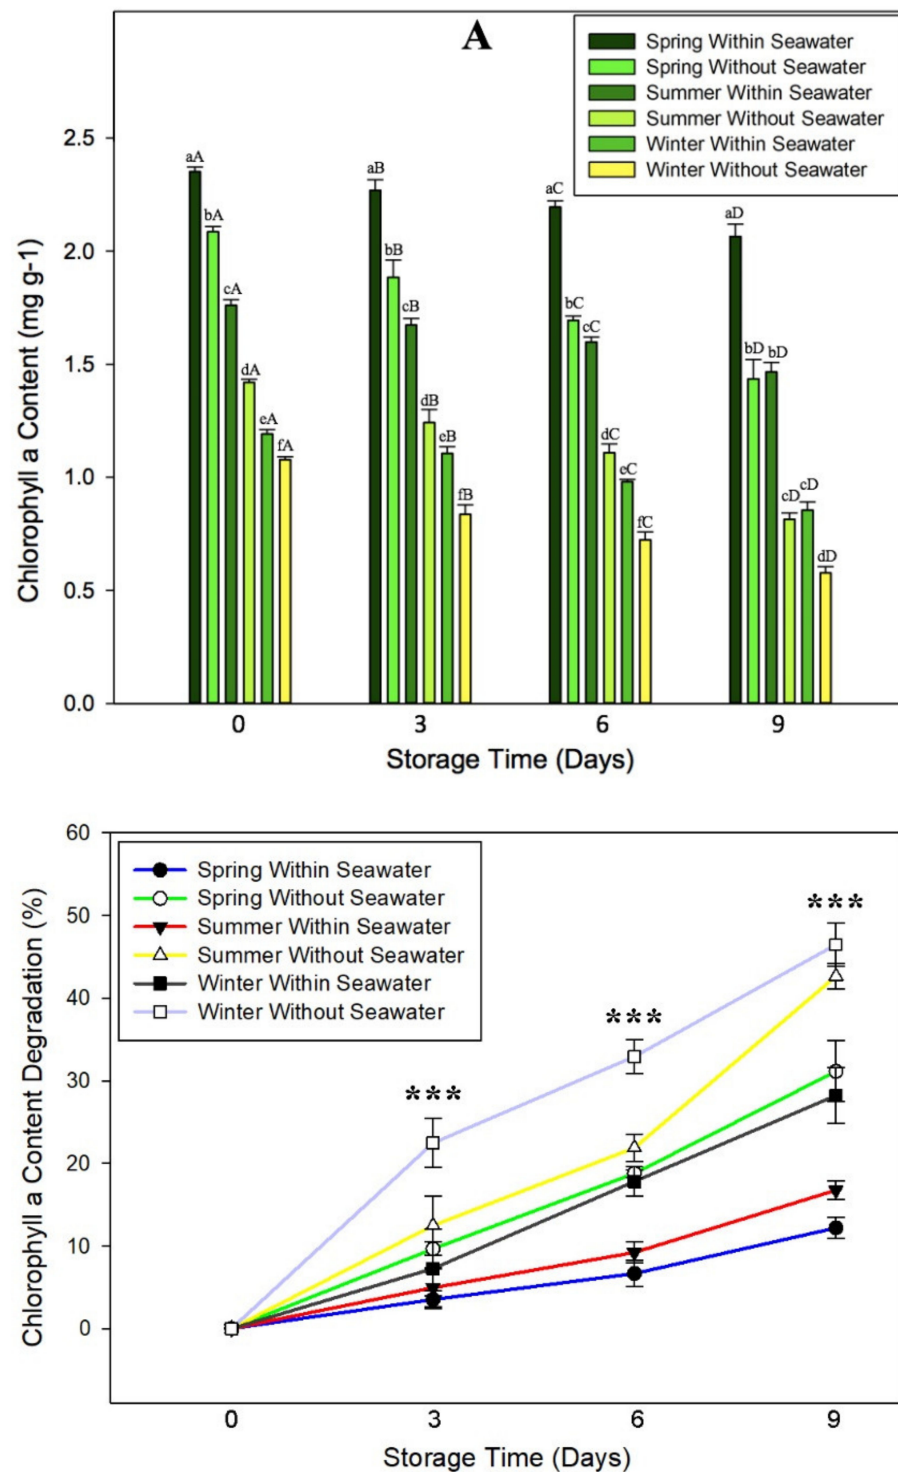 A
Spring Within Seawater
Spring Without Seawater
Summer Within Seawater
Summer Without Seawater
Winter Within Seawater
Winter Without Seawater
Chlorophyll a Content (mg g-1)
2.5
2.0
1.5
1.0
0.5
0.0
aA
bA
cA
dA
eA
fA
aB
bB
cB
dB
eB
fB
aC
bC
cC
dC
eC
fC
aD
bD
bD
cD
cD
dD
0 3 6 9
Storage Time (Days)
Chlorophyll a Content Degradation (%)
60
50
40
30
20
10
0
Spring Within Seawater
Spring Without Seawater
Summer Within Seawater
Summer Without Seawater
Winter Within Seawater
Winter Without Seawater
***
***
***
0 3 6 9
Storage Time (Days)